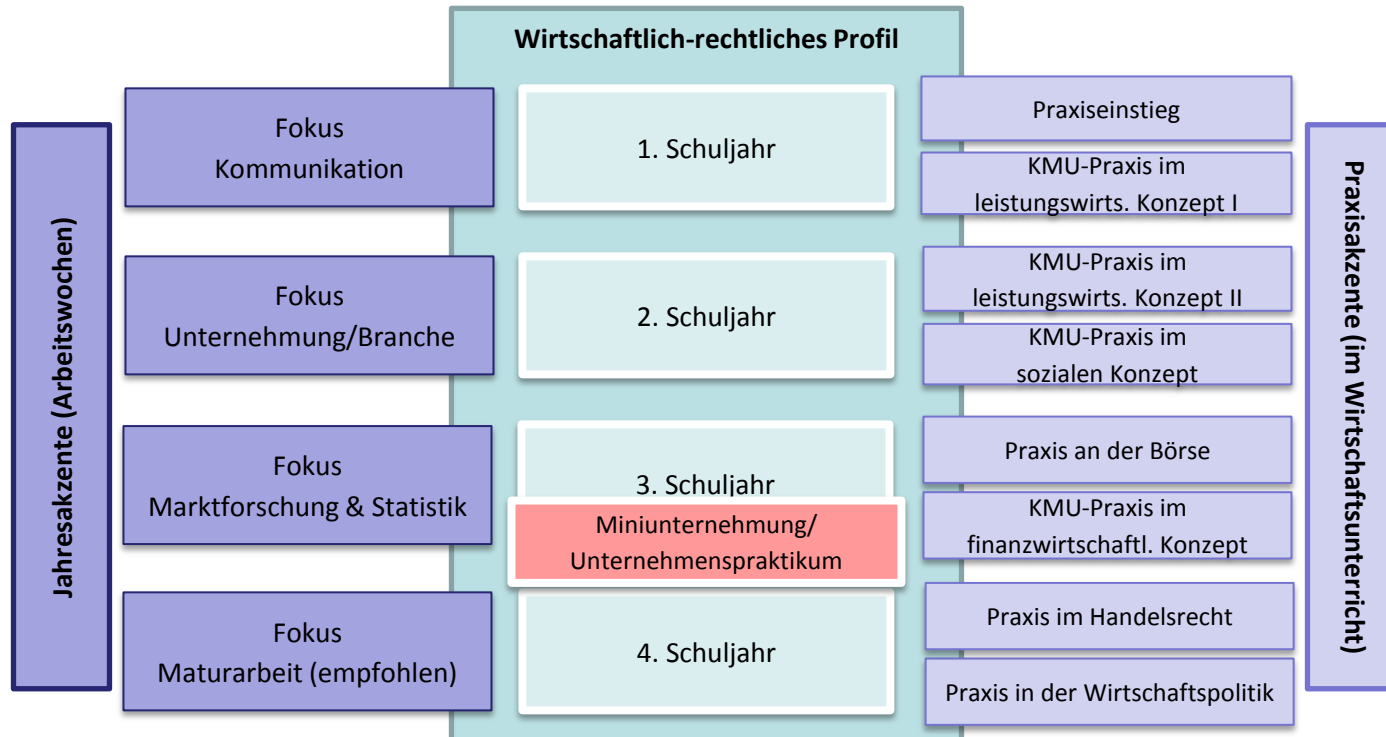 Wirtschaftlich-rechtliches Profil
Jahresakzente (Arbeitswochen)
Fokus
Kommunikation
1. Schuljahr
Praxiseinstieg
KMU-Praxis im
leistungswirts. Konzept I
Fokus
Unternehmung/Branche
2. Schuljahr
KMU-Praxis im
leistungswirts. Konzept II
KMU-Praxis im
sozialen Konzept
Fokus
Marktforschung & Statistik
3. Schuljahr
Miniunternehmung/
Unternehmenspraktikum
Praxis an der Börse
KMU-Praxis im
finanzwirtschaftl. Konzept
Fokus
Maturarbeit (empfohlen)
4. Schuljahr
Praxis im Handelsrecht
Praxis in der Wirtschaftspolitik
Praxisakzente (im Wirtschaftsunterricht)